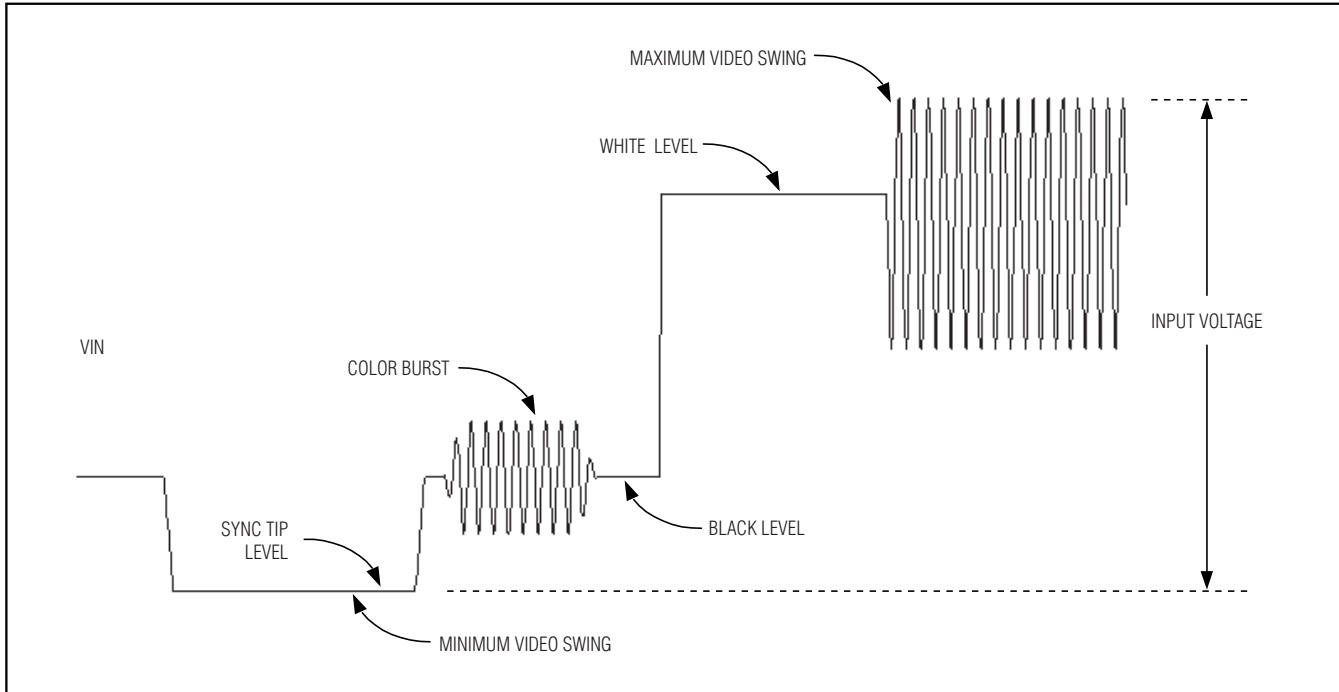 MAXIMUM VIDEO SWING
WHITE LEVEL
INPUT VOLTAGE
VIN
COLOR BURST
SYNC TIP
LEVEL
BLACK LEVEL
MINIMUM VIDEO SWING